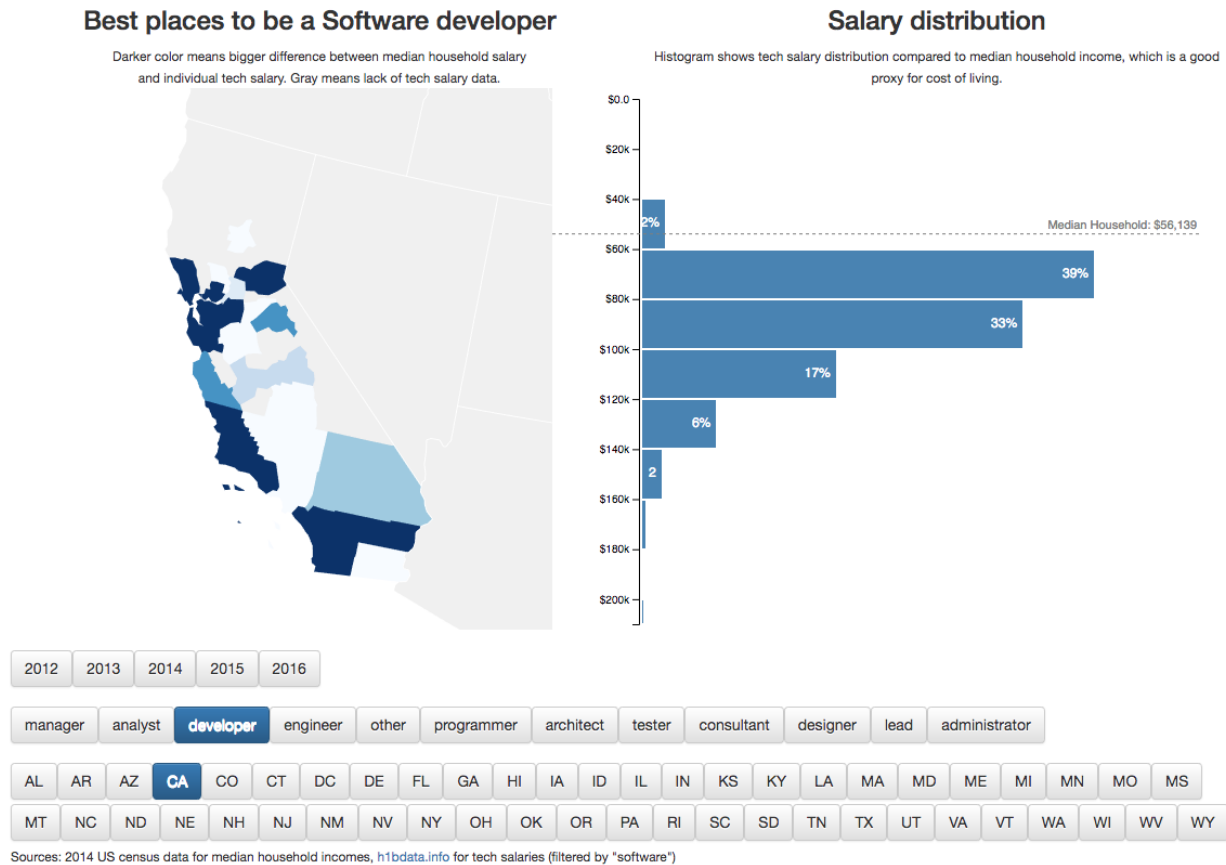 Best places to be a Software developer
Darker color means bigger difference between median household salary
and individual tech salary. Gray means lack of tech salary data.
Salary distribution
Histogram shows tech salary distribution compared to median household income, which is a good
proxy for cost of living.
$0.0
$20k
$40k
2%
Median Household: $56,139
$60k
39%
$80k
33%
$100k
17%
$120k
6%
$140k
2
$160k
$180k
$200k
2012 2013 2014 2015 2016
manager analyst developer engineer other programmer architect tester consultant designer lead administrator
AL AR AZ CA CO CT DC DE FL GA HI IA ID IL IN KS KY LA MA MD ME MI MN MO MS
MT NC ND NE NH NJ NM NV NY OH OK OR PA RI SC SD TN TX UT VA VT WA WI WV WY
Sources: 2014 US census data for median household incomes, h1bdata.info for tech salaries (filtered by "software")